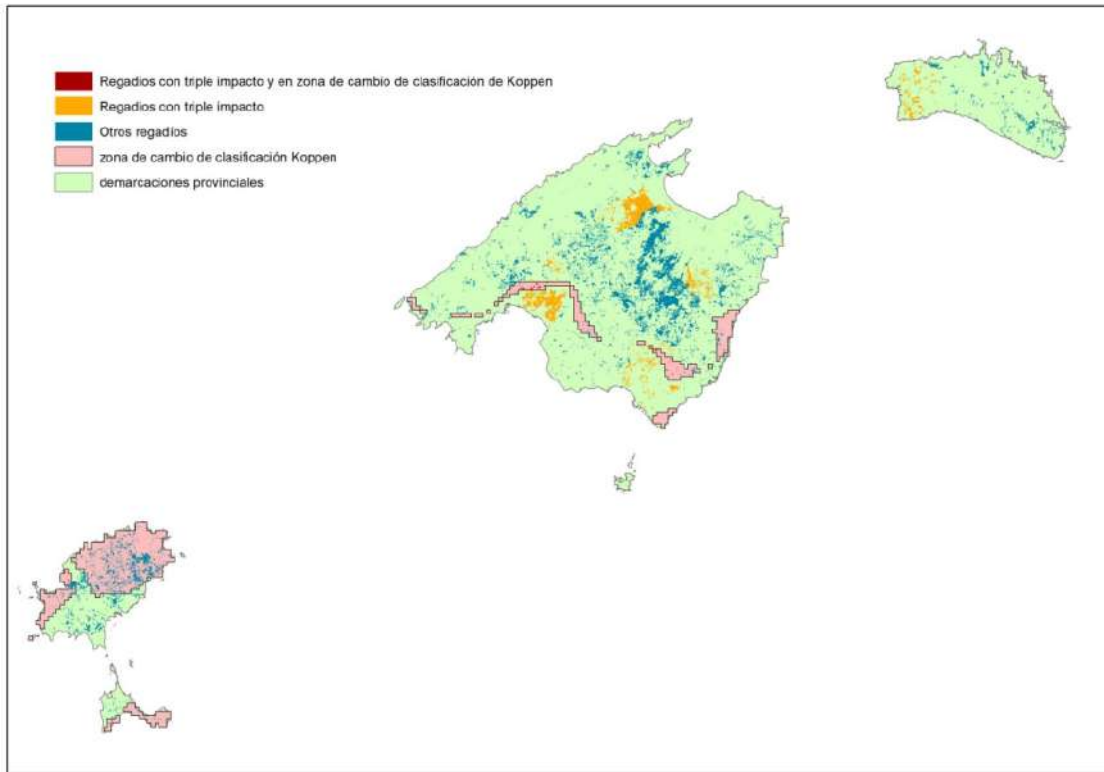 Regadios con triple impacto y en zona de cambio de clasificación de Koppen
Regadios con triple impacto
Otros regadios
zona de cambio de clasificación Koppen
demarcaciones provinciales